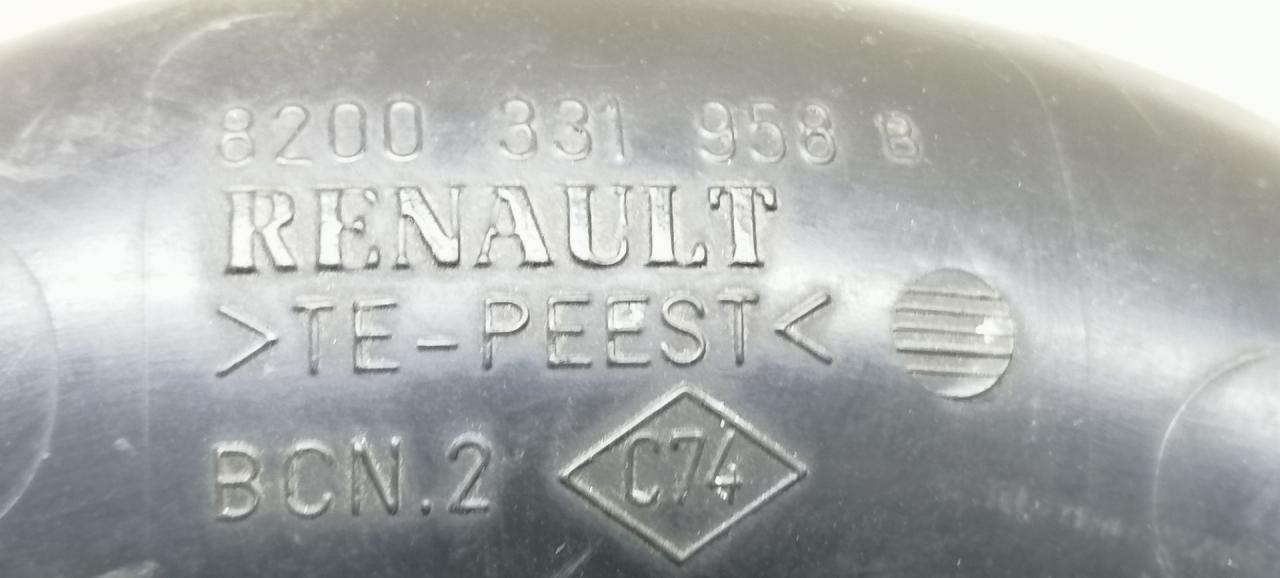 8200 331 958 B
RENAULT
>TE-PEEST<
BCN.2 C74